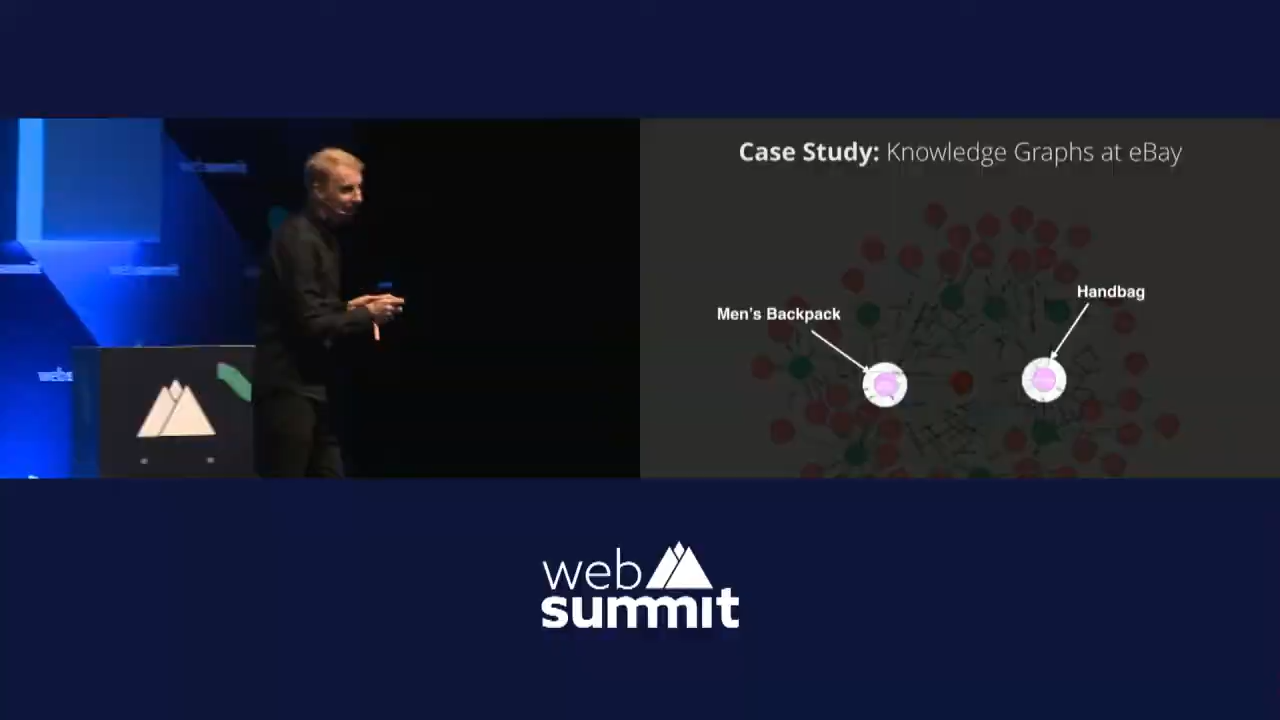 Case Study: Knowledge Graphs at eBay
Handbag
Men's Backpack
web
summit